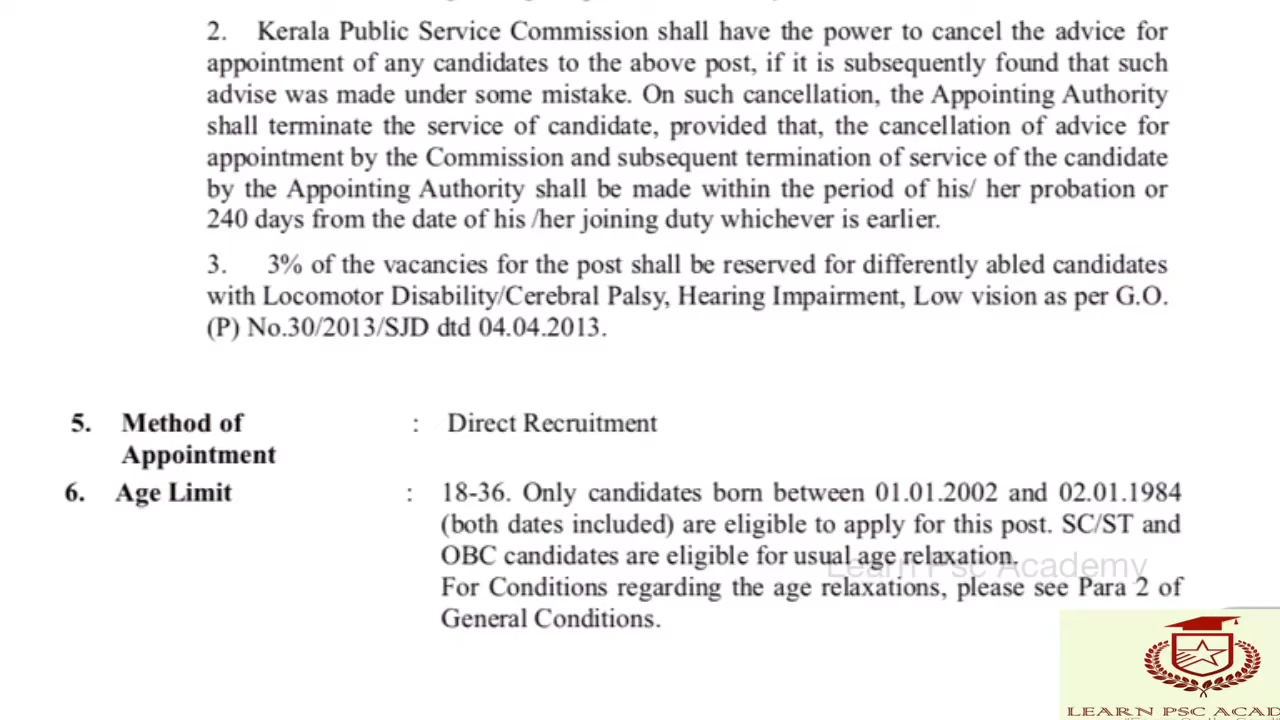 2. Kerala Public Service Commission shall have the power to cancel the advice for
appointment of any candidates to the above post, if it is subsequently found that such
advise was made under some mistake. On such cancellation, the Appointing Authority
shall terminate the service of candidate, provided that, the cancellation of advice for
appointment by the Commission and subsequent termination of service of the candidate
by the Appointing Authority shall be made within the period of his/ her probation or
240 days from the date of his /her joining duty whichever is earlier.
3. 3% of the vacancies for the post shall be reserved for differently abled candidates
with Locomotor Disability/Cerebral Palsy, Hearing Impairment, Low vision as per G.O.
(P) No.30/2013/SJD dtd 04.04.2013.
5. Method of : Direct Recruitment
Appointment
6. Age Limit : 18-36. Only candidates born between 01.01.2002 and 02.01.1984
(both dates included) are eligible to apply for this post. SC/ST and
OBC candidates are eligible for usual age relaxation.
Learn Psc Academy
For Conditions regarding the age relaxations, please see Para 2 of
General Conditions.
LEARN PSC ACAD